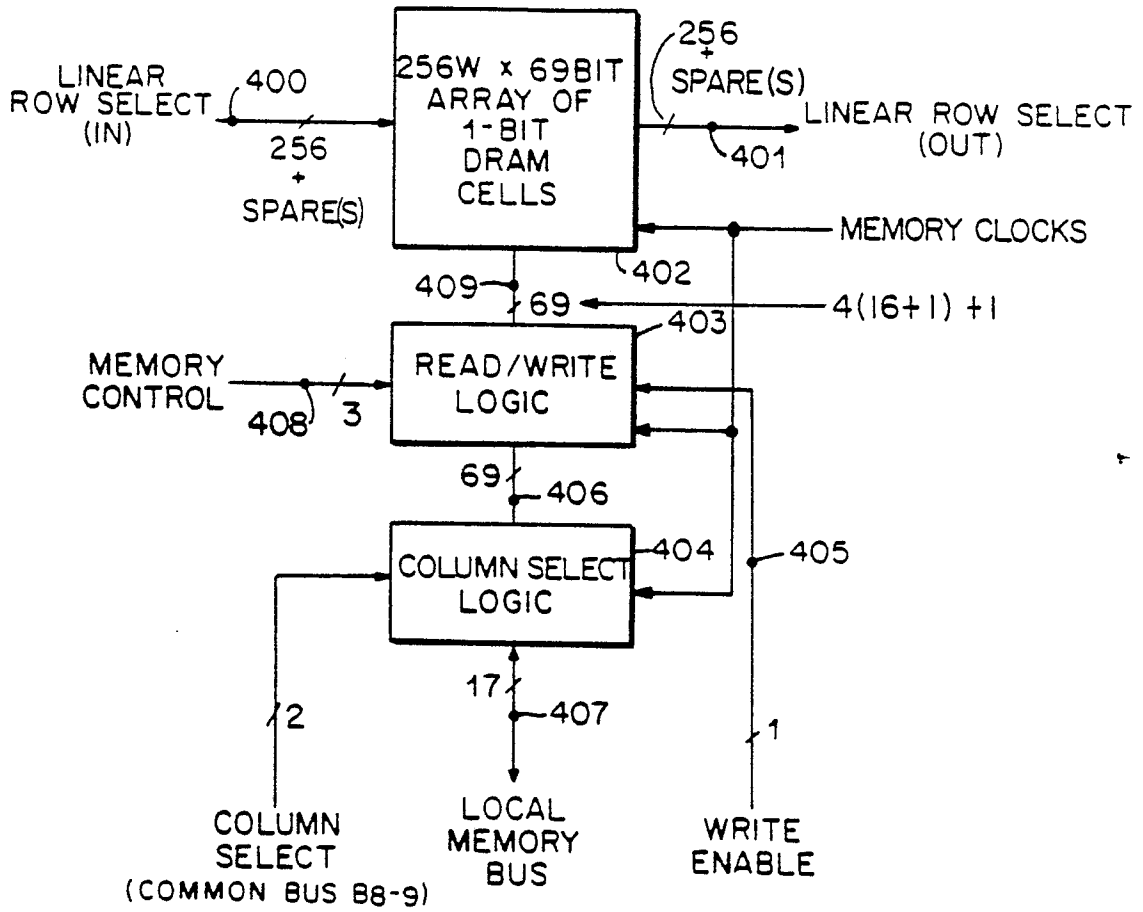 LINEAR
ROW SELECT
(IN)
400
256
+
SPARE(S)
256W x 69BIT
ARRAY OF
1-BIT
DRAM
CELLS
256
+
SPARE(S)
401
LINEAR ROW SELECT
(OUT)
MEMORY CLOCKS
402
409
69
4(16+1) +1
403
MEMORY
CONTROL
408
3
READ/WRITE
LOGIC
69
406
404
COLUMN SELECT
LOGIC
405
17
407
2
1
COLUMN
SELECT
(COMMON BUS B8-9)
LOCAL
MEMORY
BUS
WRITE
ENABLE